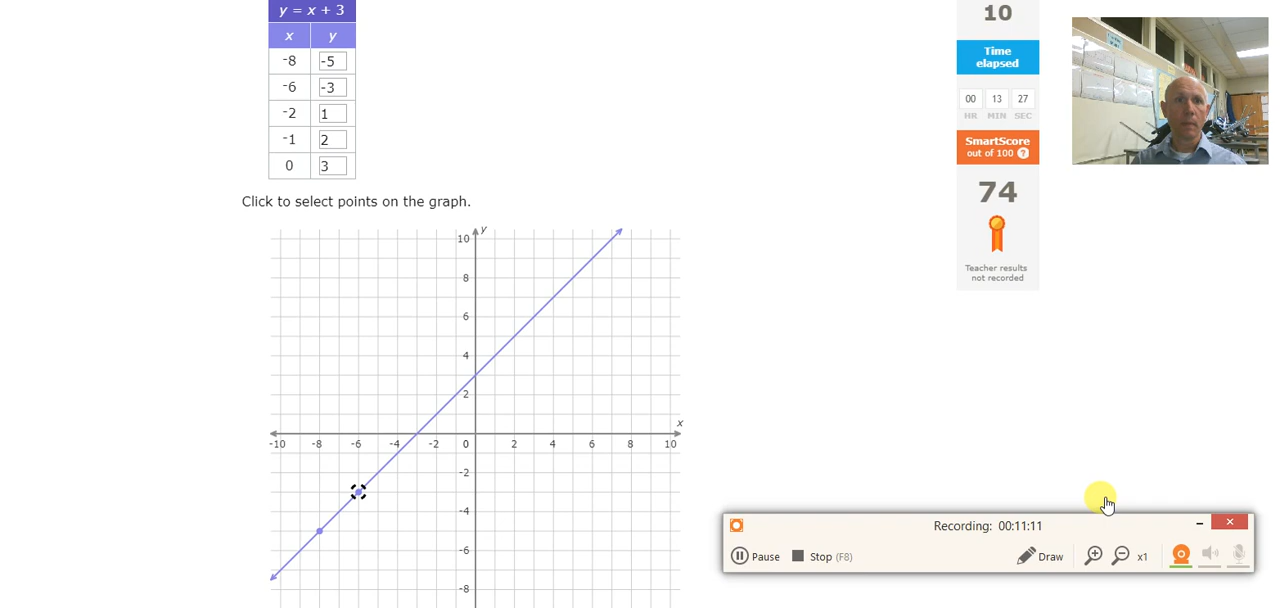 y = x + 3
x y
-8 -5
-6 -3
-2 1
-1 2
0 3
Click to select points on the graph.
y
10
8
6
4
2
x
-10 -8 -6 -4 -2 0 2 4 6 8 10
-2
-4
-6
-8
10
Time
elapsed
00 13 27
HR MIN SEC
SmartScore
out of 100 ?
74
Teacher results
not recorded
Recording: 00:11:11
Pause Stop (F8) Draw x1